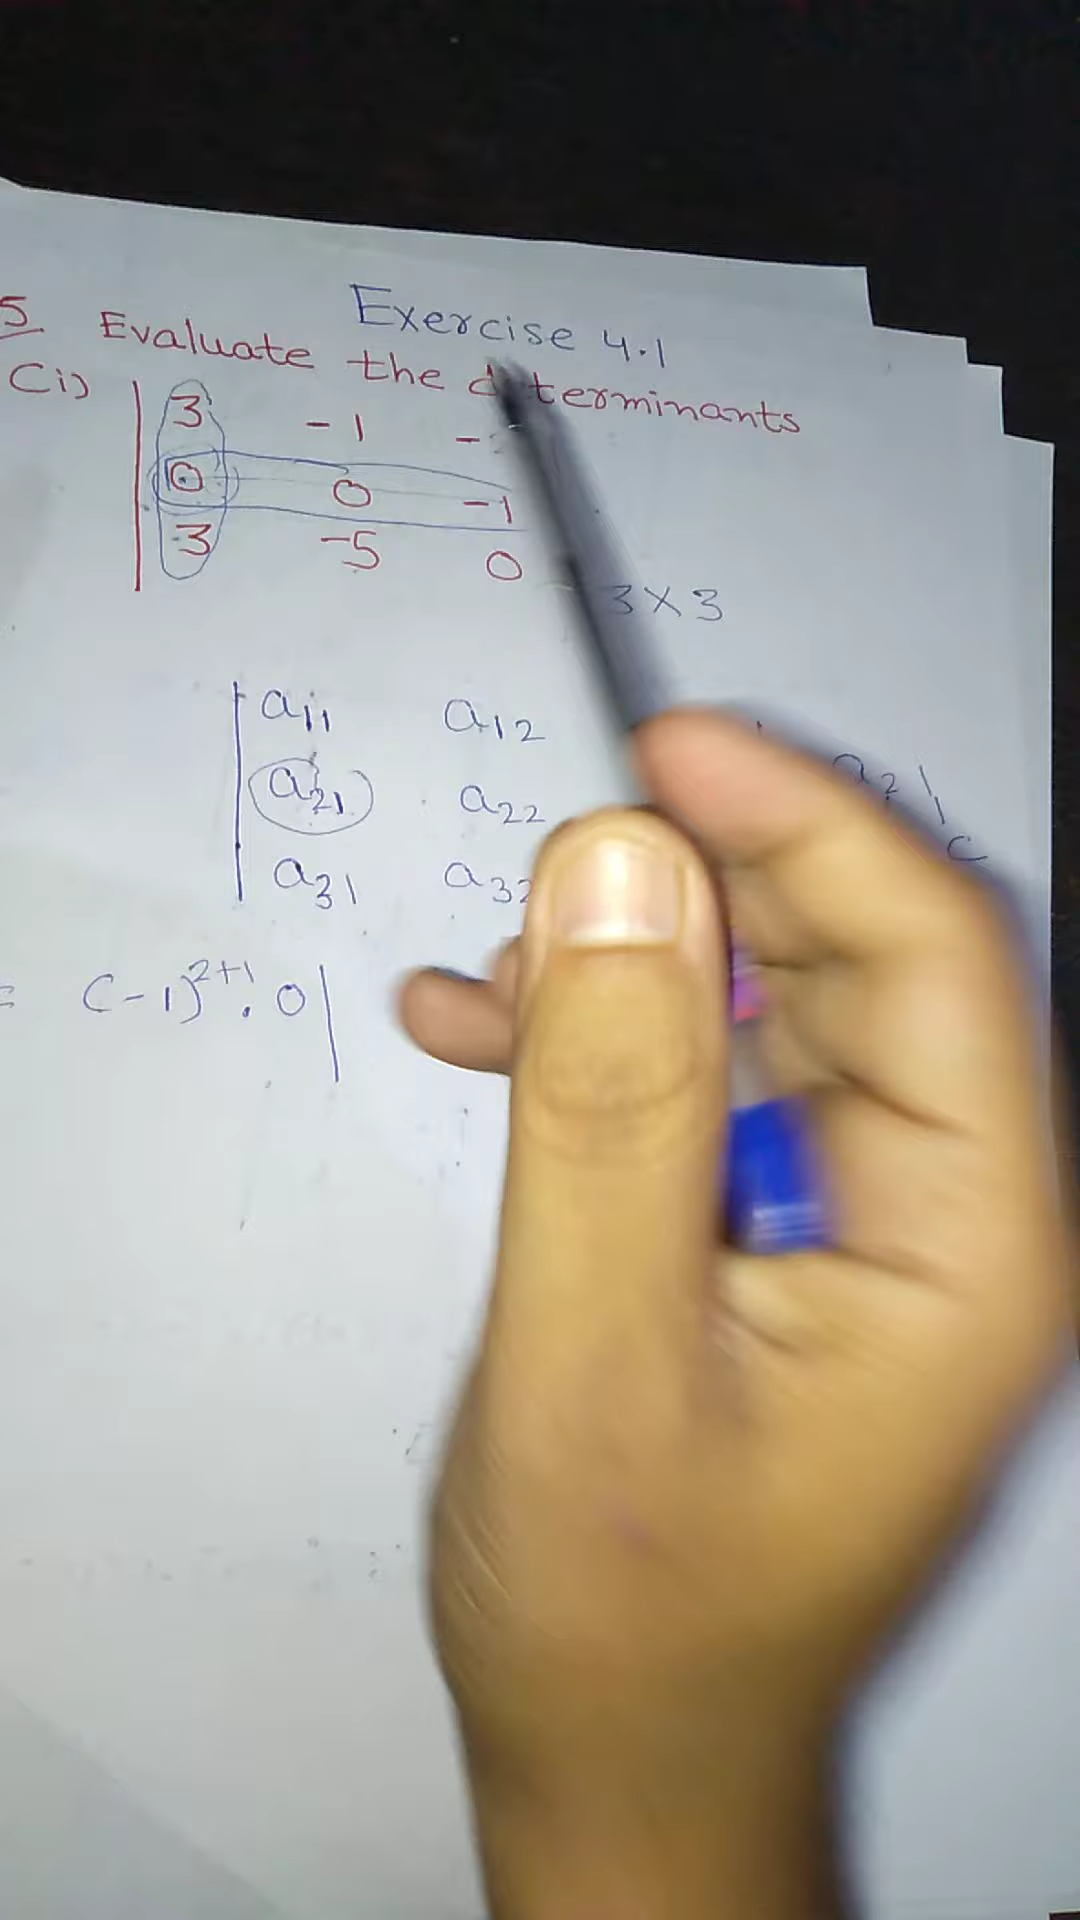 Exercise 4.1
5. Evaluate the determinants
(i)
3 -1 -
0 0 -1
3 -5 0
3×3
a11 a12
a21 a22
a31 a32
= (-1)^2+1 . 0|